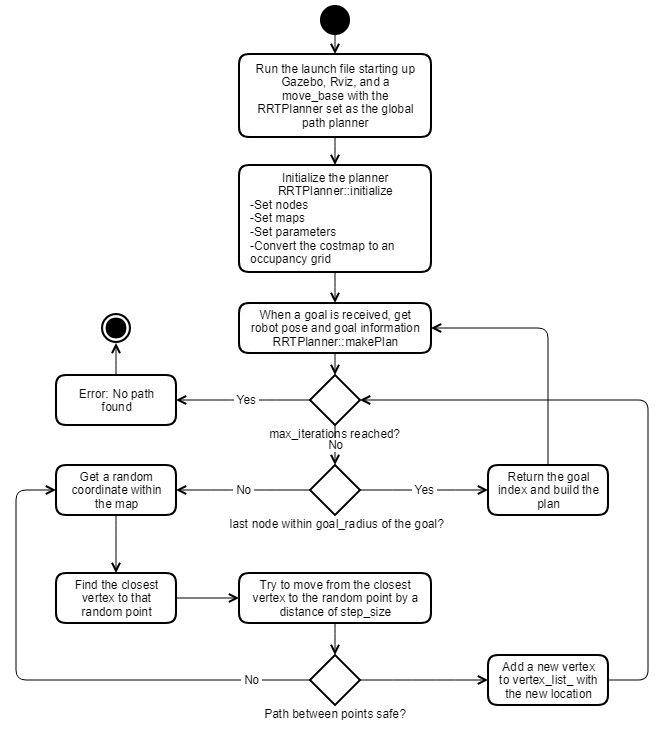 Run the launch file starting up
Gazebo, Rviz, and a
move_base with the
RRTPlanner set as the global
path planner
Initialize the planner
RRTPlanner::initialize
-Set nodes
-Set maps
-Set parameters
-Convert the costmap to an
occupancy grid
When a goal is received, get
robot pose and goal information
RRTPlanner::makePlan
Error: No path
found
Yes
max_iterations reached?
No
Get a random
coordinate within
the map
No
Yes
Return the goal
index and build the
plan
last node within goal_radius of the goal?
Find the closest
vertex to that
random point
Try to move from the closest
vertex to the random point by a
distance of step_size
No
Add a new vertex
to vertex_list_ with
the new location
Path between points safe?